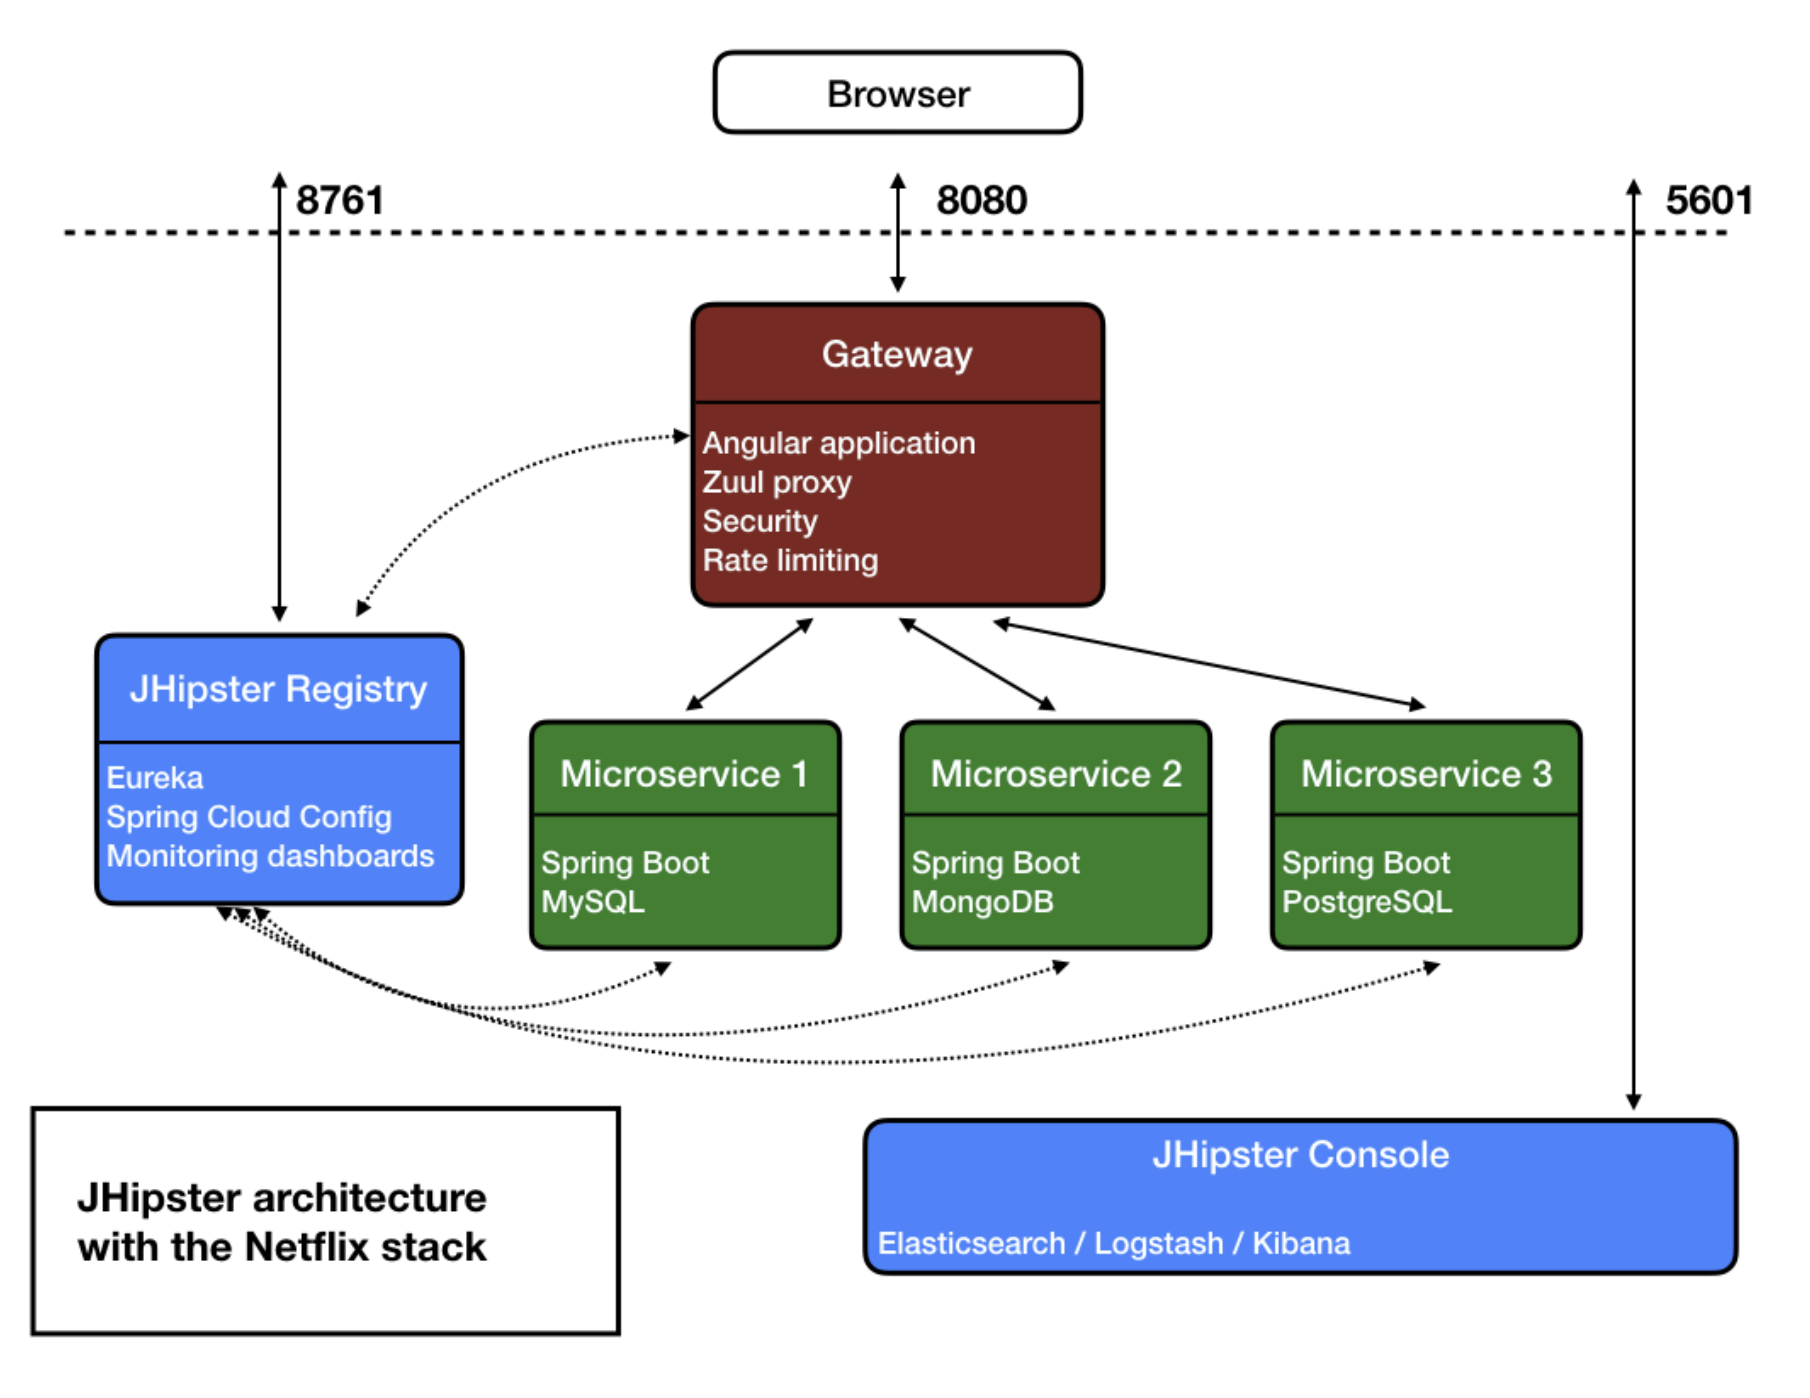 Browser
8761
8080
5601
Gateway
Angular application
Zuul proxy
Security
Rate limiting
JHipster Registry
Eureka
Spring Cloud Config
Monitoring dashboards
Microservice 1
Spring Boot
MySQL
Microservice 2
Spring Boot
MongoDB
Microservice 3
Spring Boot
PostgreSQL
JHipster architecture
with the Netflix stack
JHipster Console
Elasticsearch / Logstash / Kibana